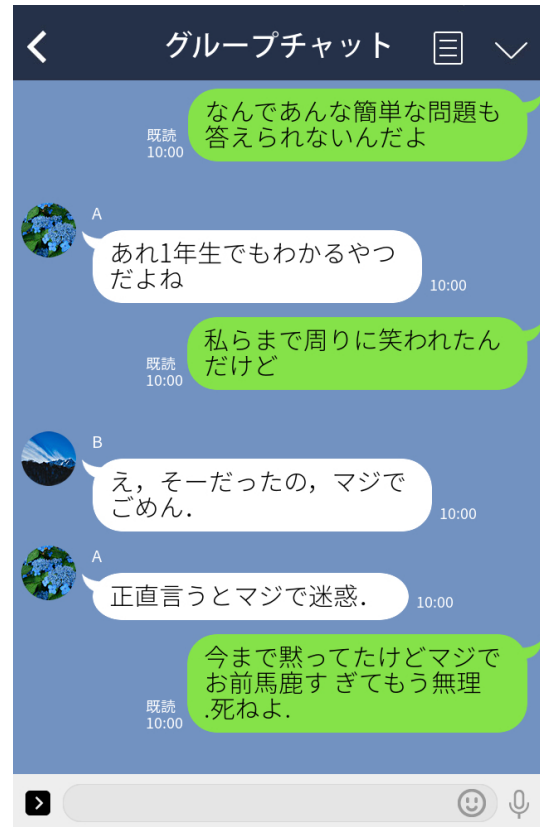 グループチャット
なんであんな簡単な問題も
答えられないんだよ
既読
10:00
A
あれ1年生でもわかるやつ
だよね
10:00
私らまで周りに笑われたん
だけど
既読
10:00
B
え，そーだったの，マジで
ごめん．
10:00
A
正直言うとマジで迷惑．
10:00
今まで黙ってたけどマジで
お前馬鹿す ぎてもう無理
.死ねよ.
既読
10:00